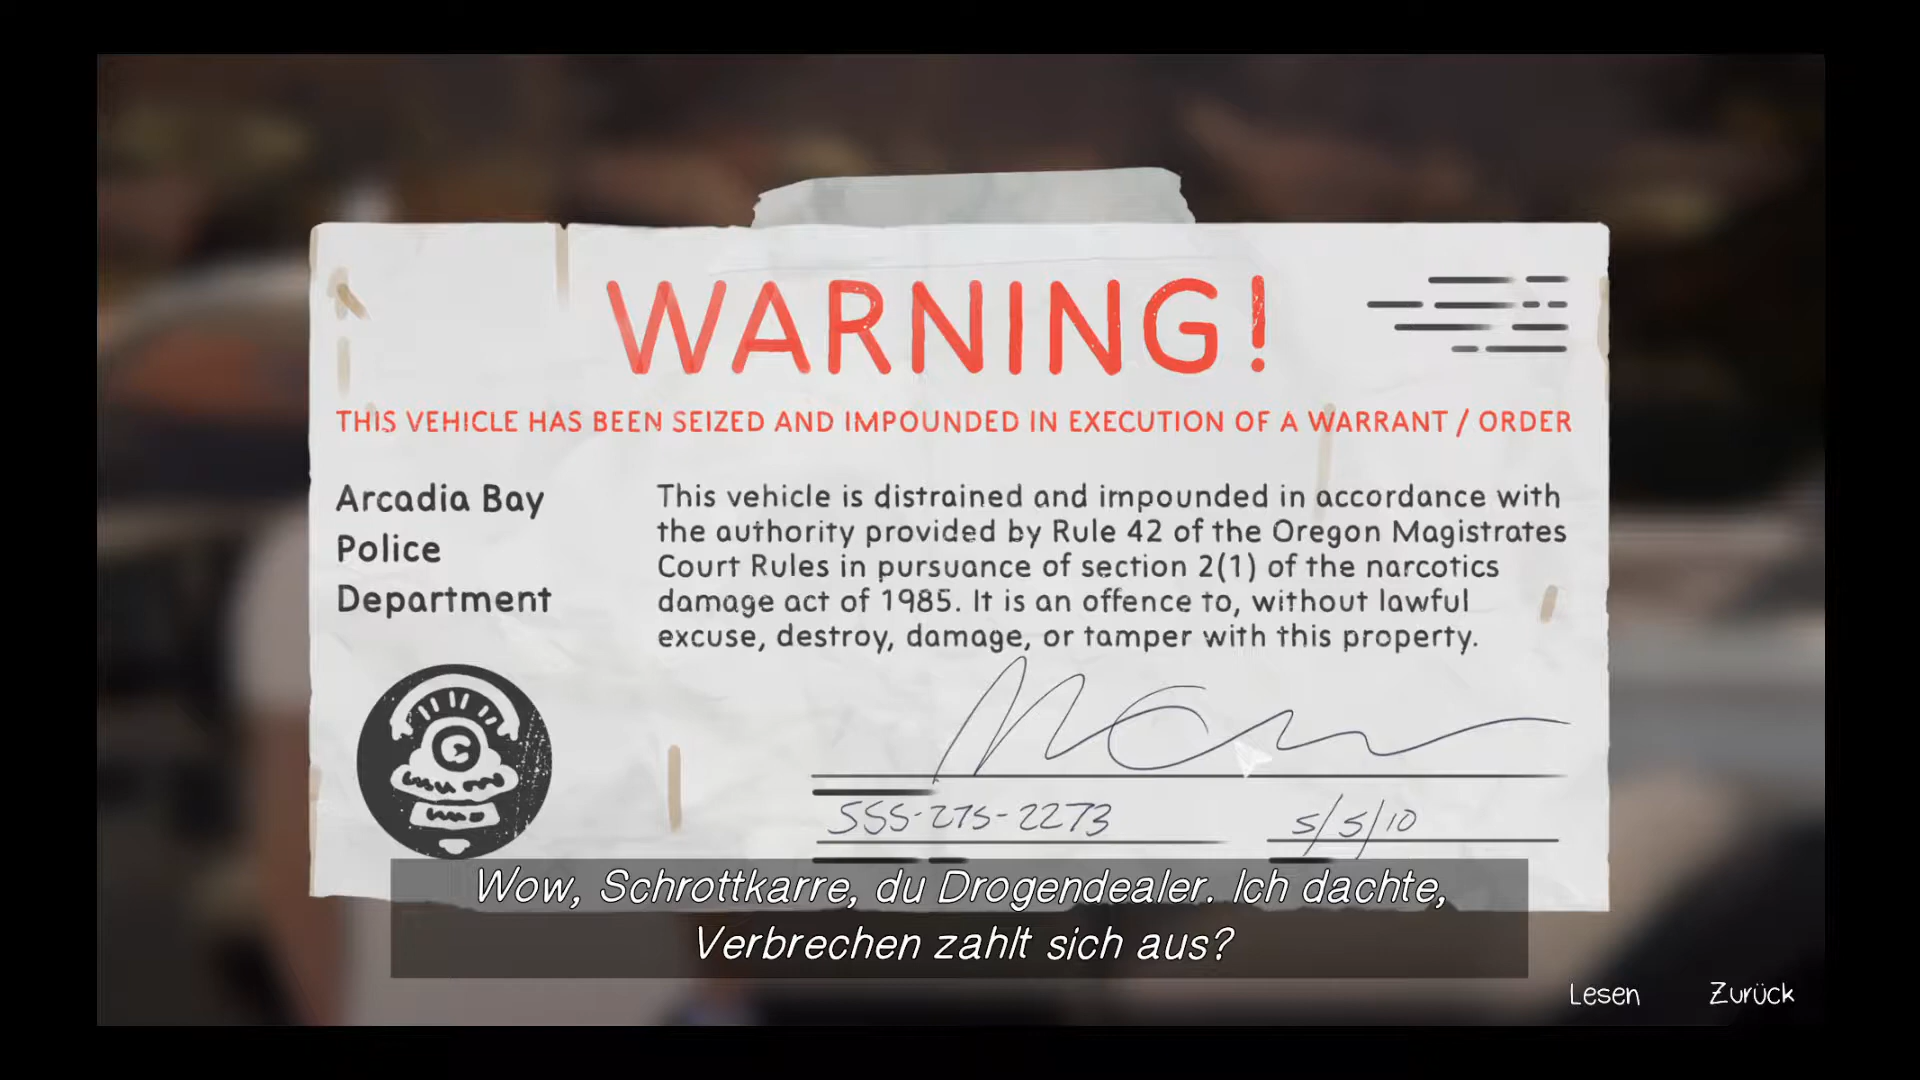 WARNING!
THIS VEHICLE HAS BEEN SEIZED AND IMPOUNDED IN EXECUTION OF A WARRANT / ORDER
Arcadia Bay
Police
Department
This vehicle is distrained and impounded in accordance with
the authority provided by Rule 42 of the Oregon Magistrates
Court Rules in pursuance of section 2(1) of the narcotics
damage act of 1985. It is an offence to, without lawful
excuse, destroy, damage, or tamper with this property.
555-275-2273
5/5/10
Wow, Schrottkarre, du Drogendealer. Ich dachte,
Verbrechen zahlt sich aus?
Lesen
Zurück